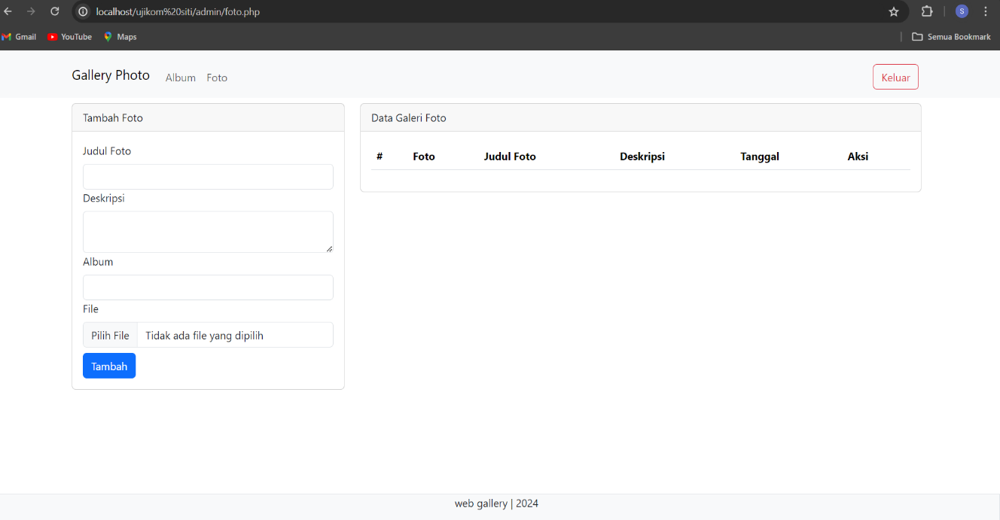 localhost/ujikom%20siti/admin/foto.php
S
Gmail YouTube Maps Semua Bookmark
Gallery Photo Album Foto Keluar
Tambah Foto
Judul Foto
Deskripsi
Album
File
Pilih File Tidak ada file yang dipilih
Tambah
Data Galeri Foto
# Foto Judul Foto Deskripsi Tanggal Aksi
web gallery | 2024